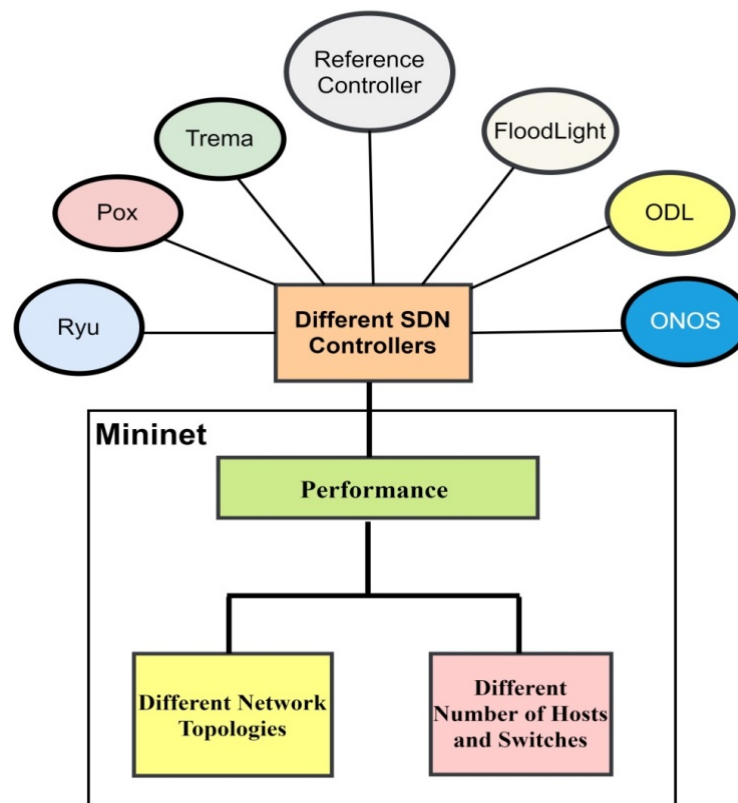 Reference
Controller
Trema
FloodLight
Pox
ODL
Ryu
Different SDN
Controllers
ONOS
Mininet
Performance
Different Network
Topologies
Different
Number of Hosts
and Switches